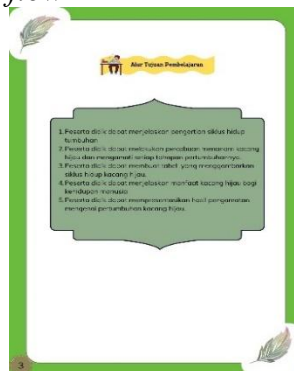 Alur Tujuan Pembelajaran
1. Peserta didik dapat menjelaskan pengertian siklus hidup
tumbuhan
2. Peserta didik dapat melakukan percobaan menanam kacang
hijau dan mengamati setiap tahapan pertumbuhannya.
3. Peserta didik dapat membuat tabel yang menggambarkan
siklus hidup kacang hijau.
4. Peserta didik dapat menjelaskan manfaat kacang hijau bagi
kehidupan manusia
5. Peserta didik dapat mempresentasikan hasil pengamatan
mengenai pertumbuhan kacang hijau.
3